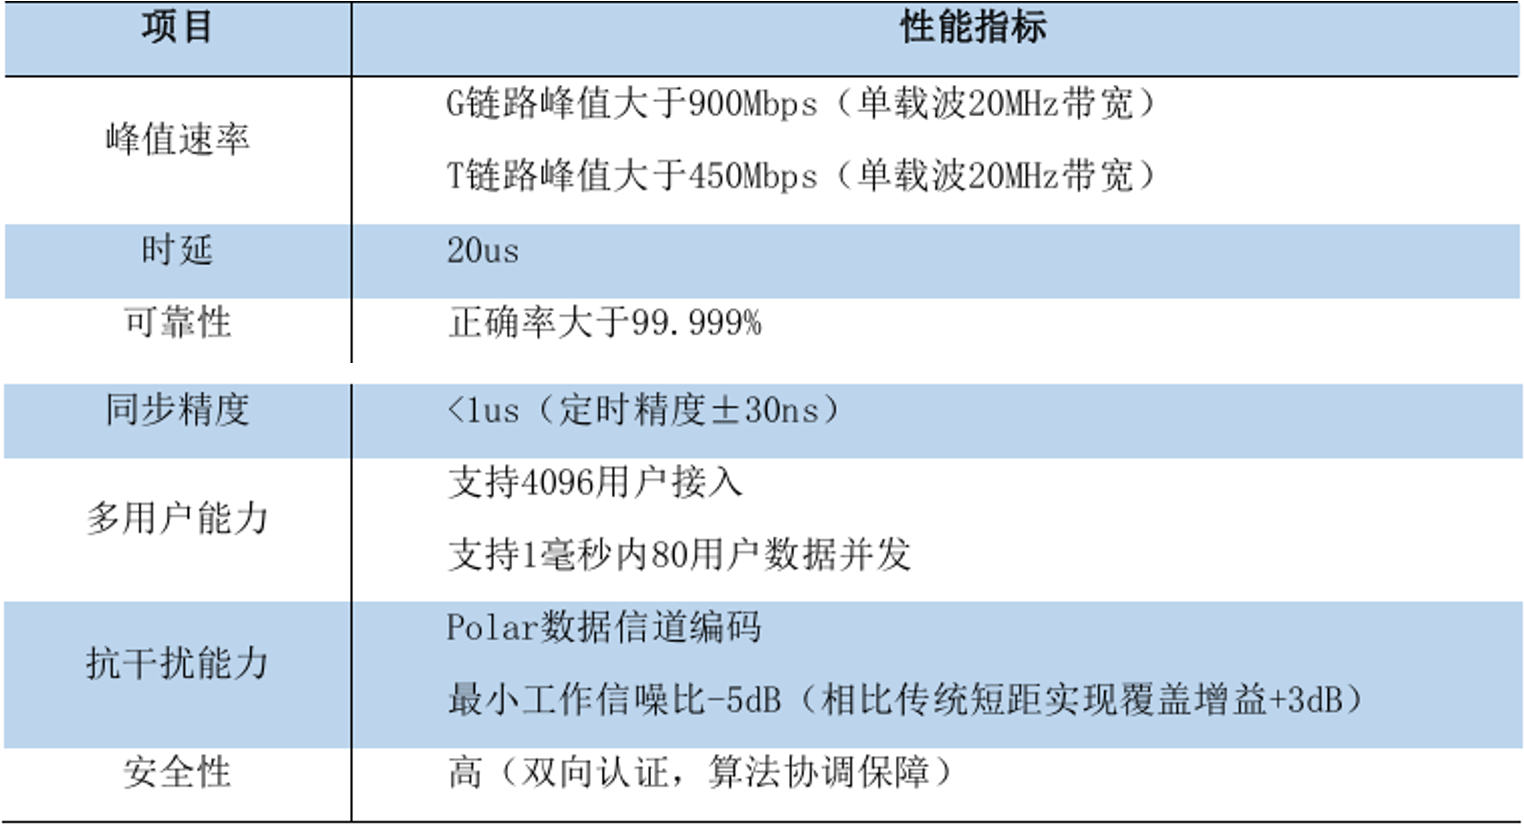 项目 性能指标
峰值速率
G链路峰值大于900Mbps（单载波20MHz带宽）
T链路峰值大于450Mbps（单载波20MHz带宽）
时延 20us
可靠性 正确率大于99.999%
同步精度 <1us（定时精度±30ns）
多用户能力
支持4096用户接入
支持1毫秒内80用户数据并发
抗干扰能力
Polar数据信道编码
最小工作信噪比-5dB（相比传统短距实现覆盖增益+3dB）
安全性 高（双向认证，算法协调保障）